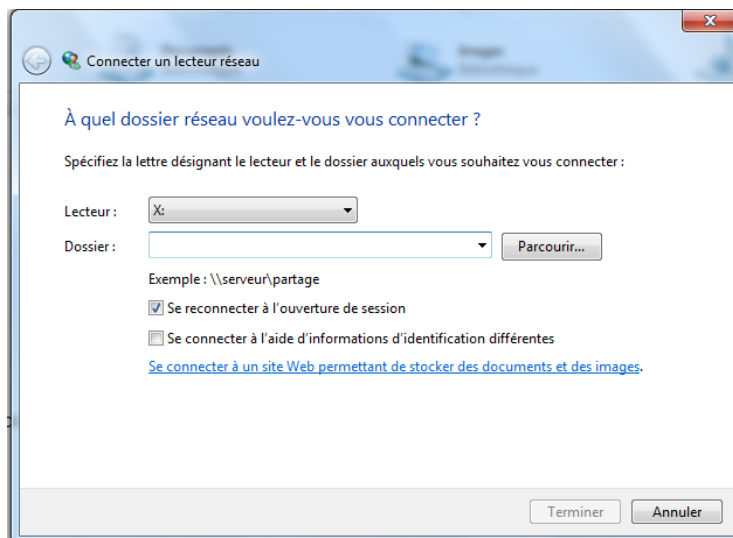 Images
Connecter un lecteur réseau
À quel dossier réseau voulez-vous vous connecter ?
Spécifiez la lettre désignant le lecteur et le dossier auxquels vous souhaitez vous connecter :
Lecteur :
X:
Dossier :
Parcourir...
Exemple : \\serveur\partage
Se reconnecter à l'ouverture de session
Se connecter à l'aide d'informations d'identification différentes
Se connecter à un site Web permettant de stocker des documents et des images.
Terminer
Annuler